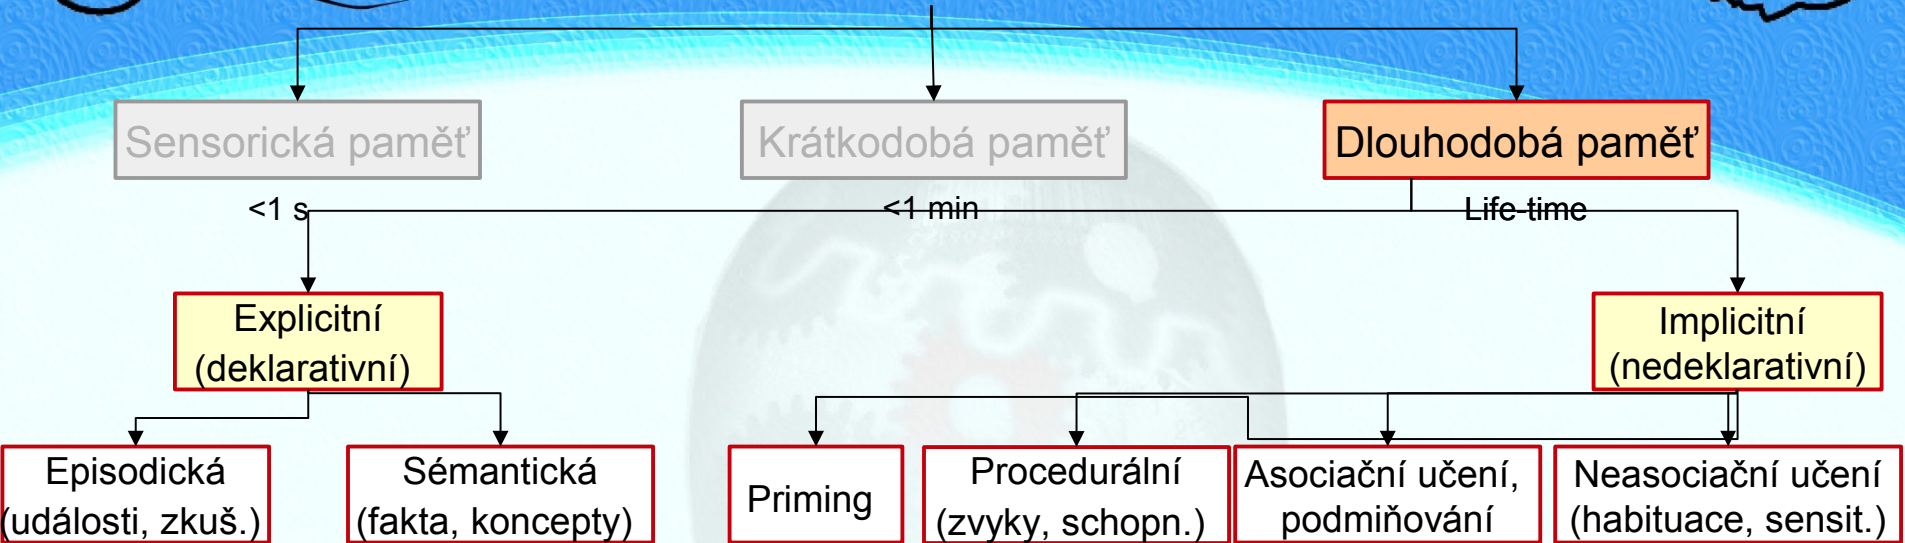 Sensorická paměť
Krátkodobá paměť
Dlouhodobá paměť
<1 s
<1 min
Life-time
Explicitní
(deklarativní)
Implicitní
(nedeklarativní)
Episodická
(události, zkuš.)
Sémantická
(fakta, koncepty)
Priming
Procedurální
(zvyky, schopn.)
Asociační učení,
podmiňování
Neasociační učení
(habituace, sensit.)